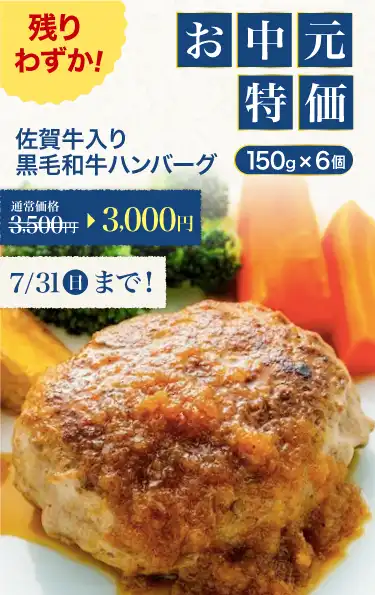 残り
わずか!
お中元
特価
佐賀牛入り
黒毛和牛ハンバーグ
150g×6個
通常価格
3,500円
3,000円
7/31日まで!